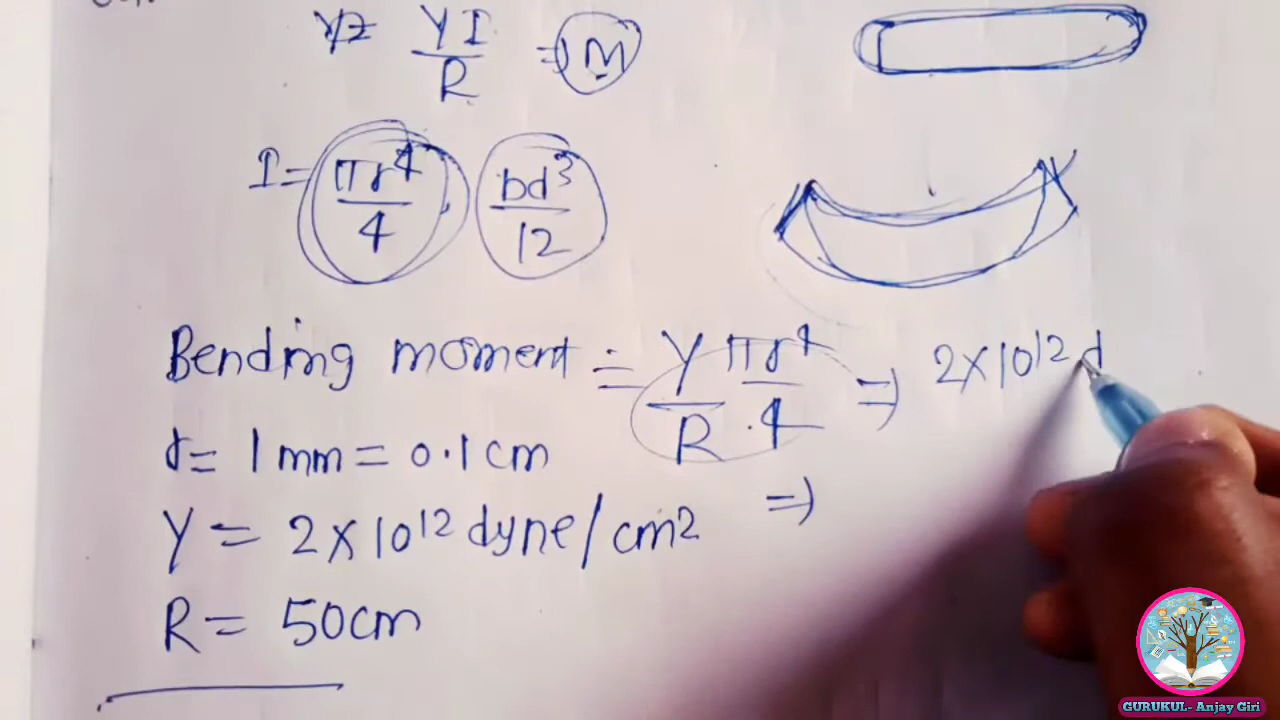 YI/R => M
I = πr⁴/4 bd³/12
Bending moment = Y/R · πr⁴/4 => 2×10¹² d
r = 1 mm = 0.1 cm =>
Y = 2×10¹² dyne/cm²
R = 50cm
GURUKUL- Anjay Giri